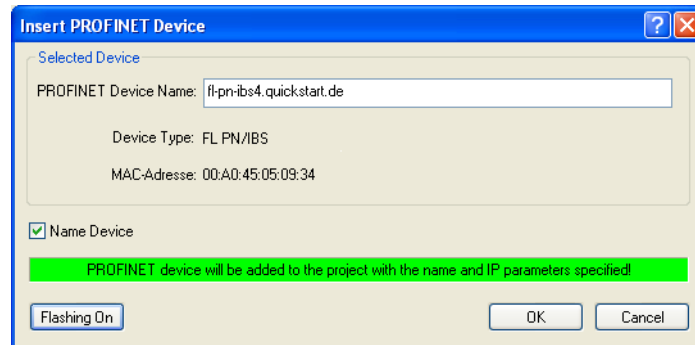 Insert PROFINET Device
Selected Device
PROFINET Device Name: fl-pn-ibs4.quickstart.de
Device Type: FL PN/IBS
MAC-Adresse: 00:A0:45:05:09:34
Name Device
PROFINET device will be added to the project with the name and IP parameters specified!
Flashing On OK Cancel